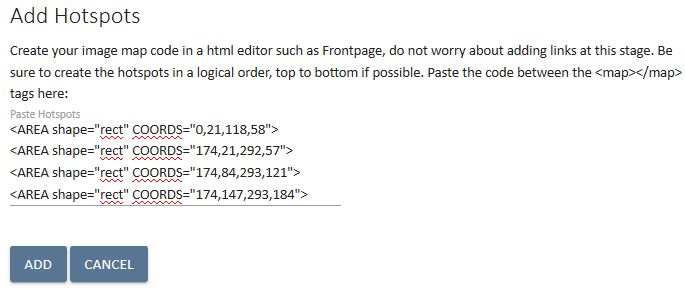 Add Hotspots
Create your image map code in a html editor such as Frontpage, do not worry about adding links at this stage. Be
sure to create the hotspots in a logical order, top to bottom if possible. Paste the code between the <map></map>
tags here:
Paste Hotspots
<AREA shape="rect" COORDS="0,21,118,58">
<AREA shape="rect" COORDS="174,21,292,57">
<AREA shape="rect" COORDS="174,84,293,121">
<AREA shape="rect" COORDS="174,147,293,184">
ADD CANCEL